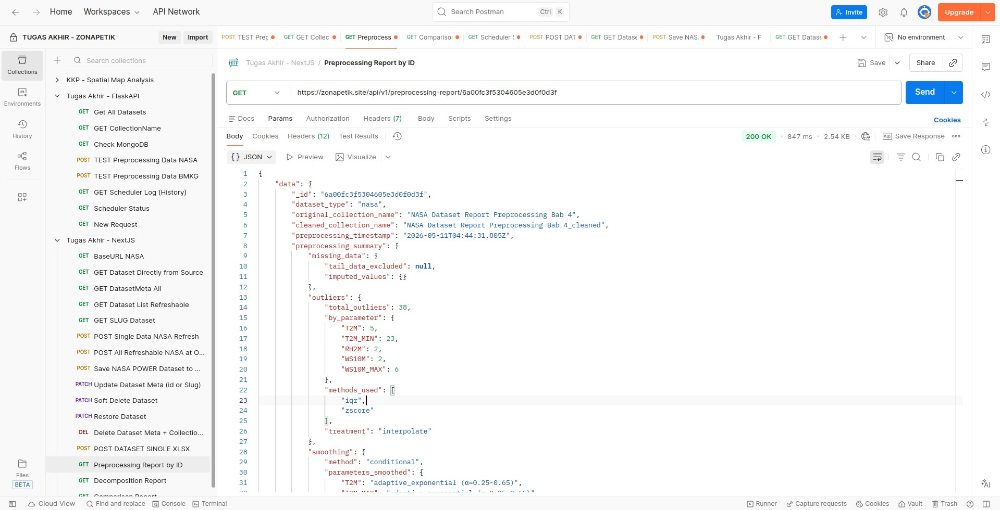 Home Workspaces API Network
Search Postman Ctrl K
Invite Upgrade
TUGAS AKHIR - ZONAPETIK New Import
POST TEST Prep GET GET Collec GET Preprocess GET Comparison GET Scheduler S POST POST DAT GET GET Datase POST Save NAS. Tugas Akhir - F GET GET Datase
No environment
Collections
Environments
History
Flows
Files
BETA
Search collections
KKP - Spatial Map Analysis
Tugas Akhir - FlaskAPI
GET Get All Datasets
GET GET CollectionName
GET Check MongoDB
POST TEST Preprocessing Data NASA
POST TEST Preprocessing Data BMKG
GET GET Scheduler Log (History)
GET Scheduler Status
GET New Request
Tugas Akhir - NextJS
GET BaseURL NASA
GET GET Dataset Directly from Source
GET GET DatasetMeta All
GET GET Dataset List Refreshable
GET GET SLUG Dataset
POST POST Single Data NASA Refresh
POST POST All Refreshable NASA at O...
POST Save NASA POWER Dataset to ...
PATCH Update Dataset Meta (id or Slug)
PATCH Soft Delete Dataset
PATCH Restore Dataset
DEL Delete Dataset Meta + Collectio...
POST POST DATASET SINGLE XLSX
GET Preprocessing Report by ID
GET Decomposition Report
Comparison Report
HTTP Tugas Akhir - NextJS / Preprocessing Report by ID
Save Share
GET https://zonapetik.site/api/v1/preprocessing-report/6a00fc3f5304605e3d0f0d3f
Send
Docs Params Authorization Headers (7) Body Scripts Settings
Cookies
Body Cookies Headers (12) Test Results
200 OK 847 ms 2.54 KB e.g. Save Response
{} JSON Preview Visualize
1 {
2 "data": {
3 "_id": "6a00fc3f5304605e3d0f0d3f",
4 "dataset_type": "nasa",
5 "original_collection_name": "NASA Dataset Report Preprocessing Bab 4",
6 "cleaned_collection_name": "NASA Dataset Report Preprocessing Bab 4_cleaned",
7 "preprocessing_timestamp": "2026-05-11T04:44:31.805Z",
8 "preprocessing_summary": {
9 "missing_data": {
10 "tail_data_excluded": null,
11 "imputed_values": {}
12 },
13 "outliers": {
14 "total_outliers": 38,
15 "by_parameter": {
16 "T2M": 5,
17 "T2M_MIN": 23,
18 "RH2M": 2,
19 "WS10M": 2,
20 "WS10M_MAX": 6
21 },
22 "methods_used": [
23 "iqr",
24 "zscore"
25 ],
26 "treatment": "interpolate"
27 },
28 "smoothing": {
29 "method": "conditional",
30 "parameters_smoothed": {
31 "T2M": "adaptive_exponential (α=0.25-0.65)",
32 "T2M_MAX": "adaptive_exponential (α=0.25-0.65)"
Cloud View Find and replace Console Terminal
Runner Capture requests Cookies Vault Trash